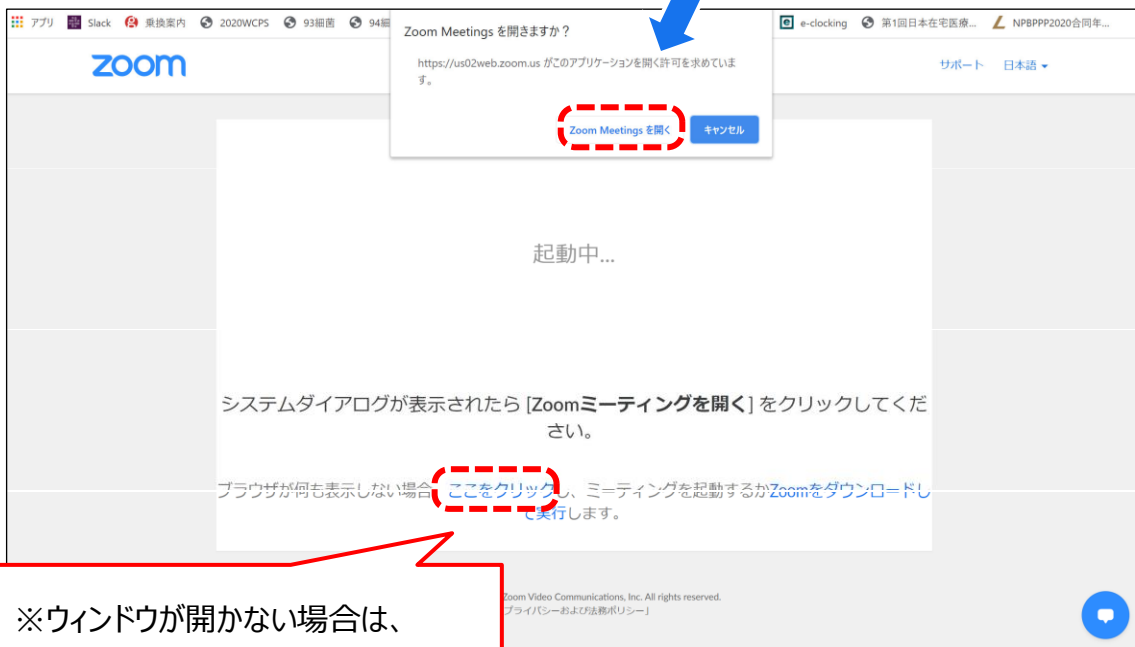 アプリ Slack 乗換案内 2020WCPS 93細菌 94細
e-clocking 第1回日本在宅医療... NPBPPP2020合同年...
Zoom Meetings を開きますか？
https://us02web.zoom.us がこのアプリケーションを開く許可を求めていま
す。
Zoom Meetings を開く キャンセル
zoom
サポート 日本語
起動中...
システムダイアログが表示されたら [Zoomミーティングを開く] をクリックしてくだ
さい。
ブラウザが何も表示しない場合、ここをクリックし、ミーティングを起動するかZoomをダウンロードし
て実行します。
Zoom Video Communications, Inc. All rights reserved.
プライバシーおよび法務ポリシー]
※ウィンドウが開かない場合は、